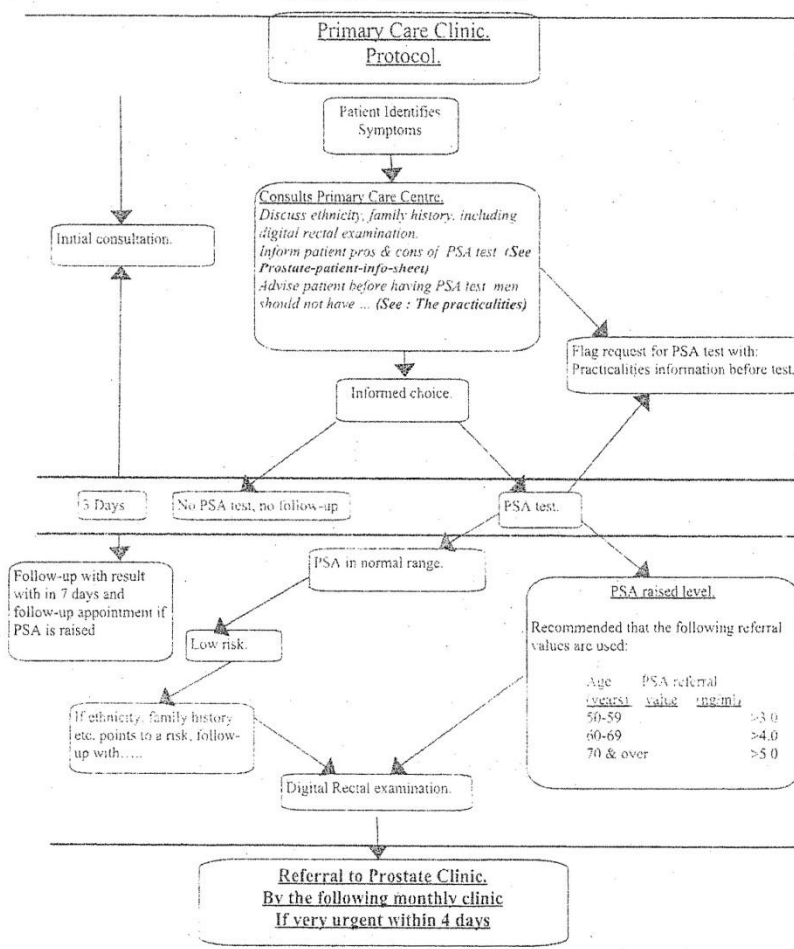 Primary Care Clinic.
Protocol.
Patient Identifies
Symptoms
Consults Primary Care Centre.
Discuss ethnicity, family history, including
digital rectal examination.
Inform patient pros & cons of PSA test (See
Prostate-patient-info-sheet)
Advise patient before having PSA test men
should not have ... (See : The practicalities)
Initial consultation.
Flag request for PSA test with:
Practicalities information before test.
Informed choice.
3 Days
No PSA test, no follow-up
PSA test.
Follow-up with result
with in 7 days and
follow-up appointment if
PSA is raised
PSA in normal range.
Low risk.
If ethnicity, family history
etc. points to a risk, follow-
up with.....
PSA raised level.
Recommended that the following referral
values are used:
Age PSA referral
(years) value (ng/ml)
50-59 >3.0
60-69 >4.0
70 & over >5.0
Digital Rectal examination.
Referral to Prostate Clinic.
By the following monthly clinic
If very urgent within 4 days